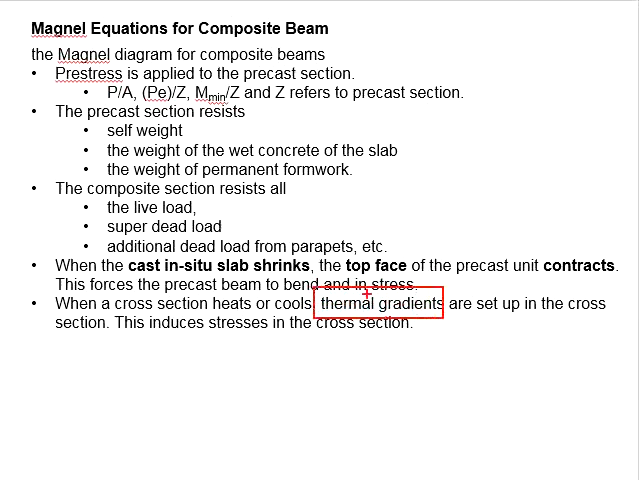 Magnel Equations for Composite Beam
the Magnel diagram for composite beams
• Prestress is applied to the precast section.
• P/A, (Pe)/Z, Mmin/Z and Z refers to precast section.
• The precast section resists
• self weight
• the weight of the wet concrete of the slab
• the weight of permanent formwork.
• The composite section resists all
• the live load,
• super dead load
• additional dead load from parapets, etc.
• When the cast in-situ slab shrinks, the top face of the precast unit contracts.
This forces the precast beam to bend and in stress.
• When a cross section heats or cools, thermal gradients are set up in the cross
section. This induces stresses in the cross section.